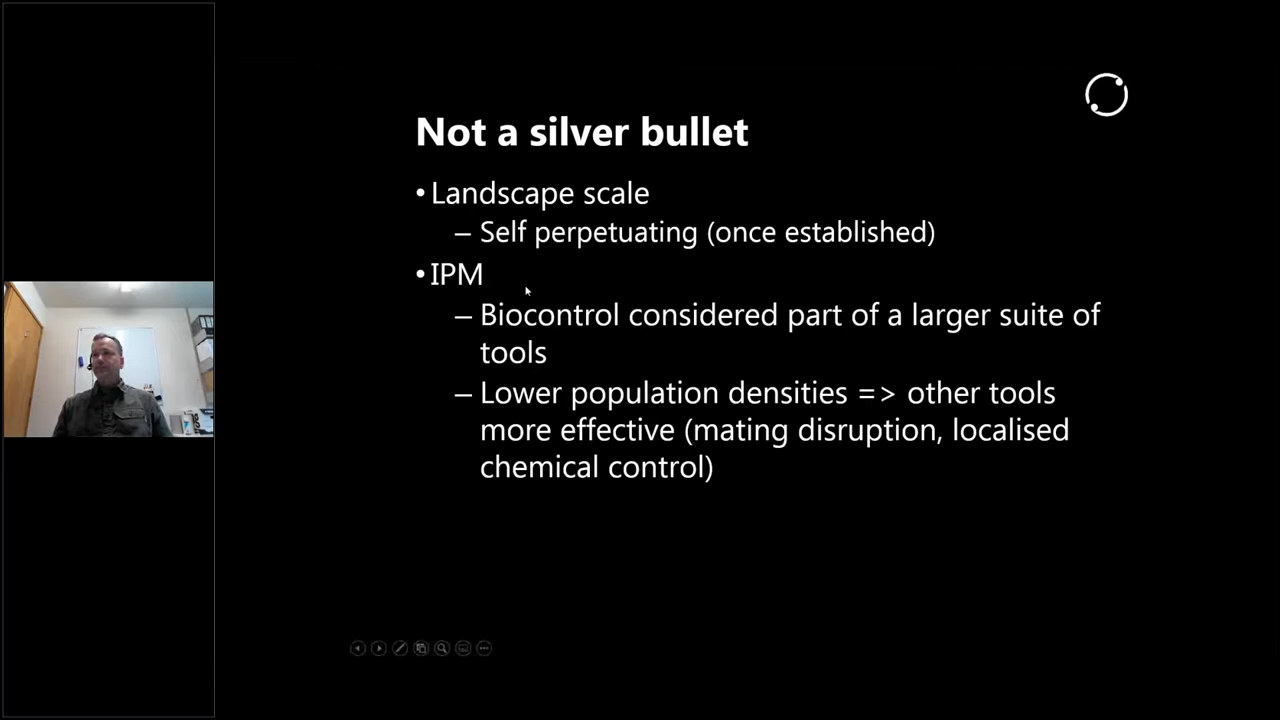 Not a silver bullet
• Landscape scale
– Self perpetuating (once established)
• IPM
– Biocontrol considered part of a larger suite of
tools
– Lower population densities => other tools
more effective (mating disruption, localised
chemical control)